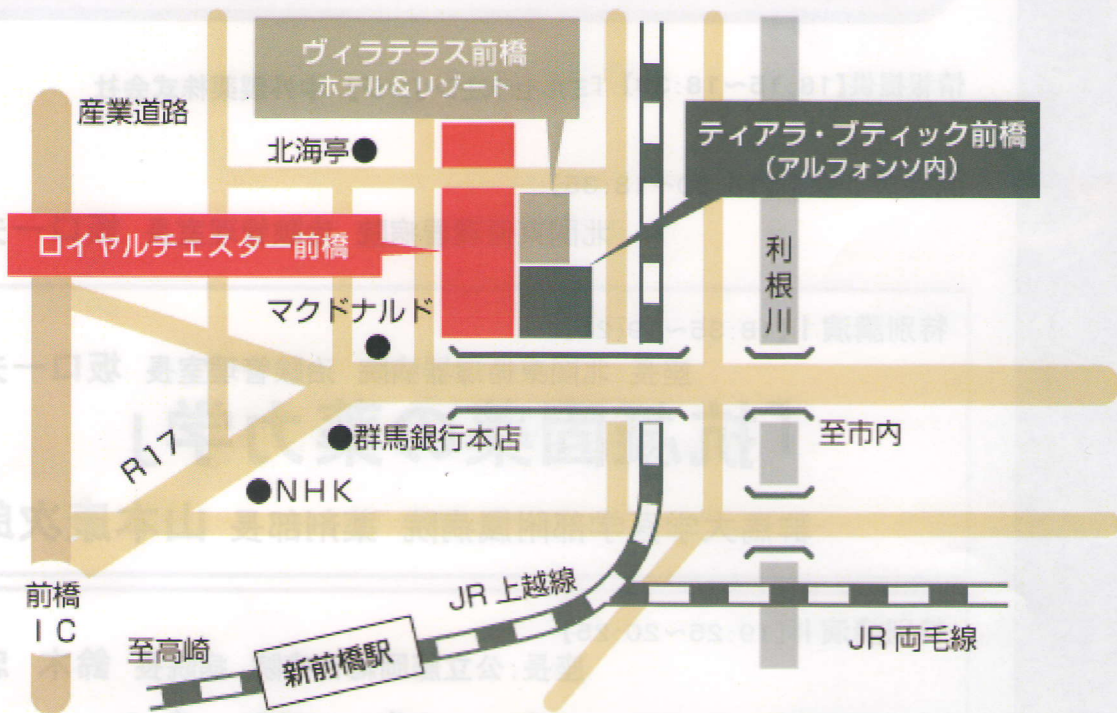 ヴィラテラス前橋
ホテル&リゾート
産業道路
北海亭
ティアラ・ブティック前橋
(アルフォンソ内)
ロイヤルチェスター前橋
利根川
マクドナルド
至市内
群馬銀行本店
R17
NHK
前橋
IC
JR 上越線
至高崎
新前橋駅
JR 両毛線